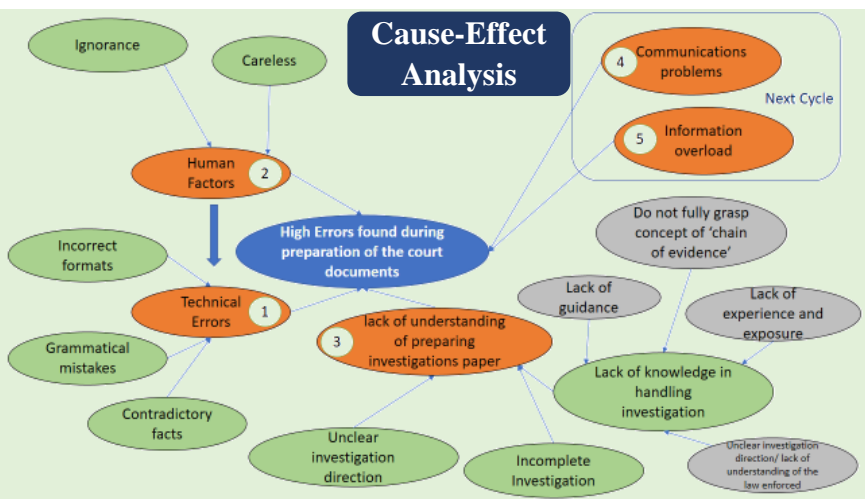 Cause-Effect
Analysis
Ignorance
Careless
4
Communications
problems
Next Cycle
5
Information
overload
Human
Factors
2
Do not fully grasp
concept of ‘chain
of evidence’
High Errors found during
preparation of the court
documents
Incorrect
formats
Lack of
guidance
Lack of
experience and
exposure
Technical
Errors
1
3
lack of understanding
of preparing
investigations paper
Grammatical
mistakes
Lack of knowledge in
handling
investigation
Contradictory
facts
Unclear
investigation
direction
Incomplete
Investigation
Unclear investigation
direction/ lack of
understanding of the
law enforced